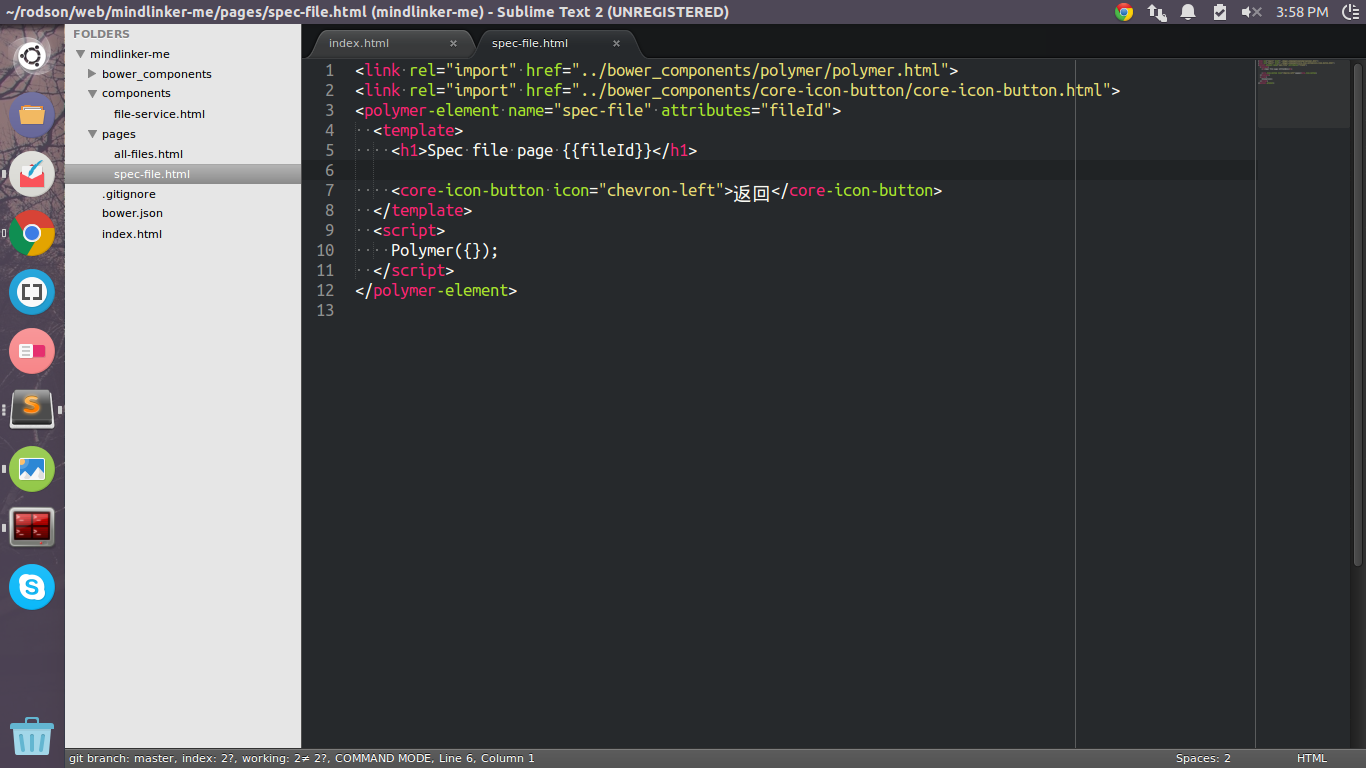 ~/rodson/web/mindlinker-me/pages/spec-file.html (mindlinker-me) - Sublime Text 2 (UNREGISTERED)
3:58 PM
FOLDERS
mindlinker-me
bower_components
components
file-service.html
pages
all-files.html
spec-file.html
.gitignore
bower.json
index.html
index.html × spec-file.html ×
1 <link rel="import" href="../bower_components/polymer/polymer.html">
2 <link rel="import" href="../bower_components/core-icon-button/core-icon-button.html">
3 <polymer-element name="spec-file" attributes="fileId">
4 <template>
5 <h1>Spec file page {{fileId}}</h1>
6
7 <core-icon-button icon="chevron-left">返回</core-icon-button>
8 </template>
9 <script>
10 Polymer({});
11 </script>
12 </polymer-element>
13
git branch: master, index: 2?, working: 2≠ 2?, COMMAND MODE, Line 6, Column 1
Spaces: 2
HTML